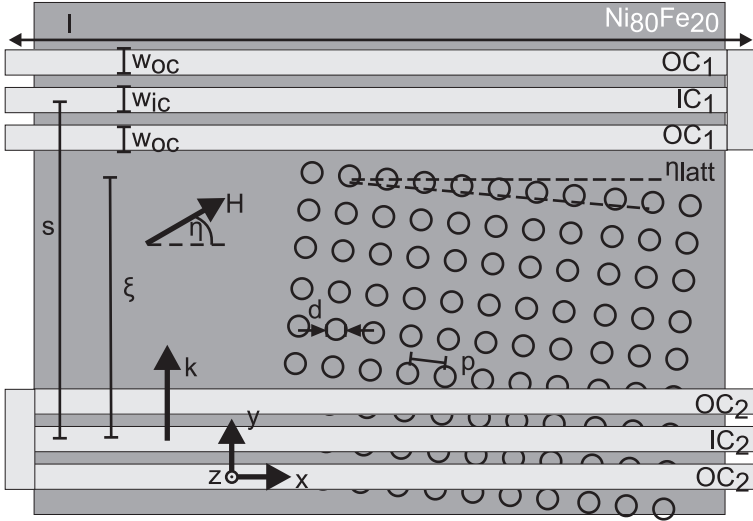 l
Ni80Fe20
wOC
OC1
wIC
IC1
wOC
OC1
ηlatt
H
η
s
ξ
d
p
k
OC2
y
IC2
z
x
OC2